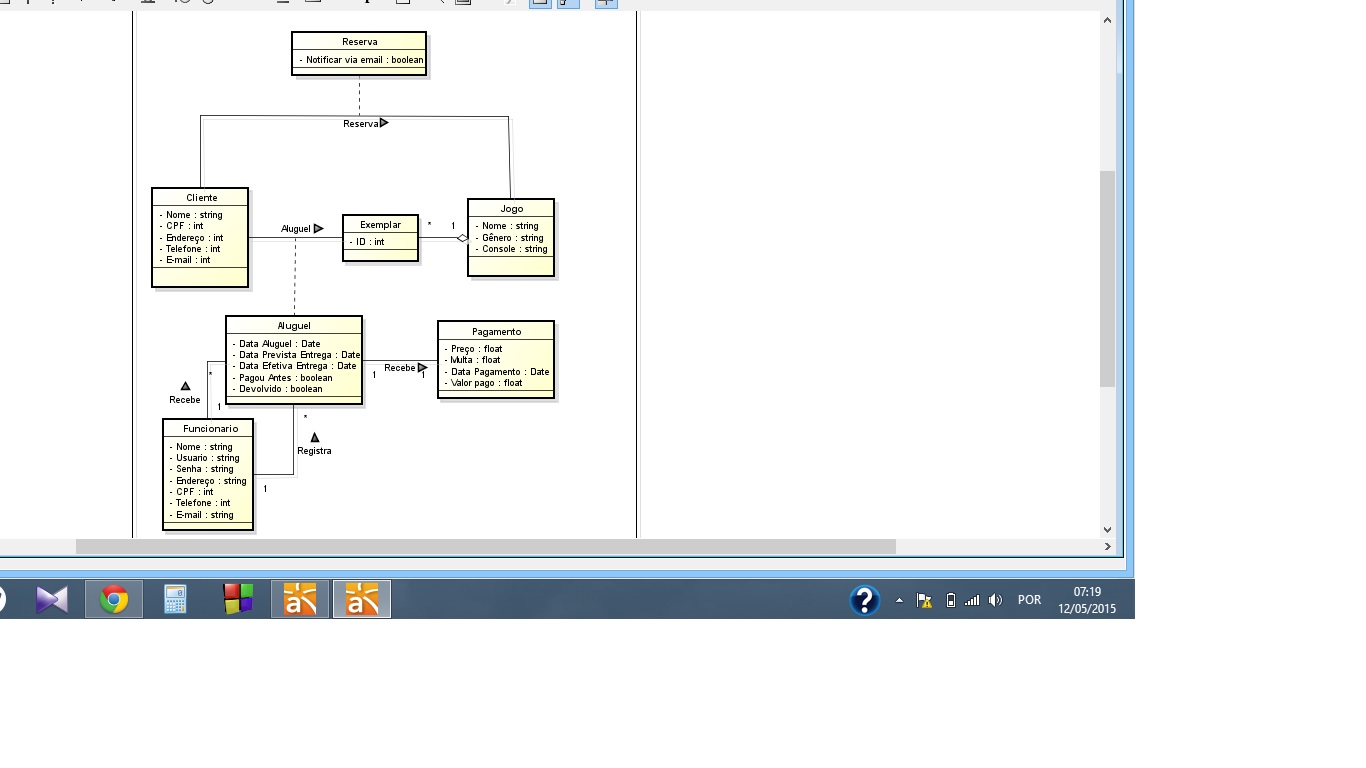 Reserva
- Notificar via email : boolean
Reserva
Cliente
- Nome : string
- CPF : int
- Endereço : int
- Telefone : int
- E-mail : int
Aluguel
Exemplar
- ID : int
* 1
Jogo
- Nome : string
- Gênero : string
- Console : string
Aluguel
- Data Aluguel : Date
- Data Prevista Entrega : Date
- Data Efetiva Entrega : Date
- Pagou Antes : boolean
- Devolvido : boolean
1 Recebe 1
Pagamento
- Preço : float
- Multa : float
- Data Pagamento : Date
- Valor pago : float
*
Recebe
1
*
Registra
1
Funcionario
- Nome : string
- Usuario : string
- Senha : string
- Endereço : string
- CPF : int
- Telefone : int
- E-mail : string
POR
07:19
12/05/2015